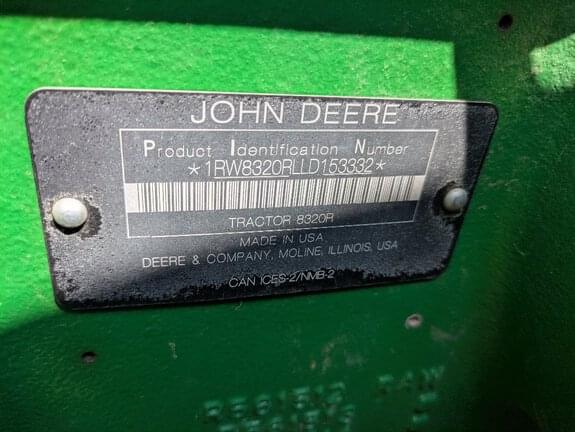 JOHN DEERE
Product Identification Number
*1RW8320RLLD153332*
TRACTOR 8320R
MADE IN USA
DEERE & COMPANY, MOLINE, ILLINOIS, USA
CAN ICES-2/NMB-2